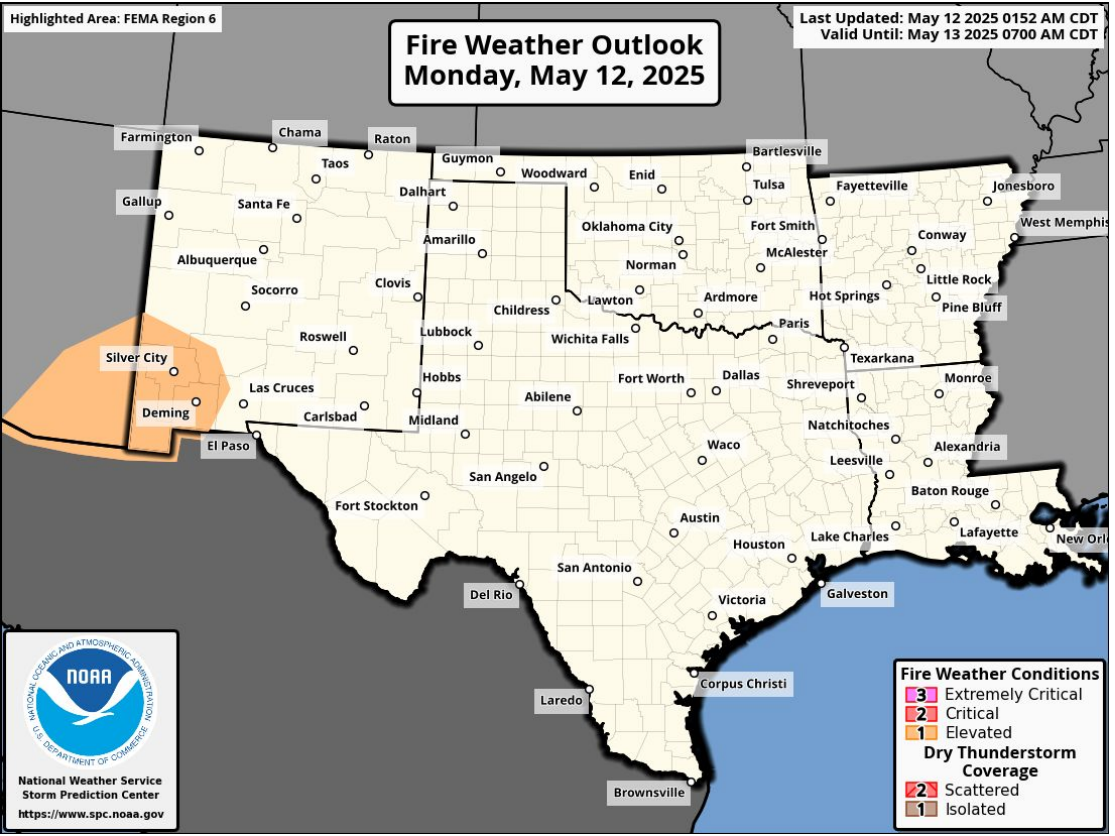 Highlighted Area: FEMA Region 6
Last Updated: May 12 2025 0152 AM CDT
Valid Until: May 13 2025 0700 AM CDT
Fire Weather Outlook
Monday, May 12, 2025
Farmington
Chama
Raton
Taos
Guymon
Woodward
Enid
Bartlesville
Tulsa
Fayetteville
Jonesboro
Gallup
Santa Fe
Dalhart
Oklahoma City
Fort Smith
West Memphis
Albuquerque
Amarillo
Norman
McAlester
Conway
Socorro
Clovis
Childress
Lawton
Ardmore
Hot Springs
Little Rock
Pine Bluff
Roswell
Lubbock
Wichita Falls
Paris
Silver City
Texarkana
Las Cruces
Hobbs
Fort Worth
Dallas
Shreveport
Monroe
Deming
Carlsbad
Midland
Abilene
Natchitoches
El Paso
Waco
Alexandria
San Angelo
Leesville
Fort Stockton
Baton Rouge
Austin
Houston
Lake Charles
Lafayette
New Orl
San Antonio
Del Rio
Victoria
Galveston
Laredo
Corpus Christi
Brownsville
NATIONAL OCEANIC AND ATMOSPHERIC ADMINISTRATION
NOAA
U.S. DEPARTMENT OF COMMERCE
National Weather Service
Storm Prediction Center
https://www.spc.noaa.gov
Fire Weather Conditions
3 Extremely Critical
2 Critical
1 Elevated
Dry Thunderstorm
Coverage
2 Scattered
1 Isolated